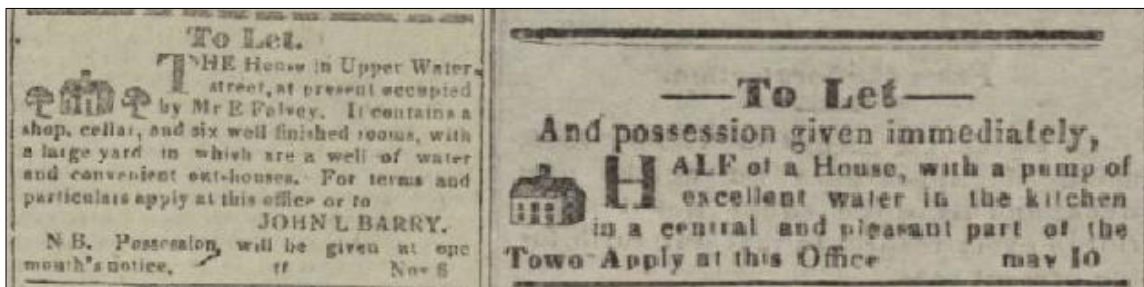 To Let.
THE House in Upper Water-
street, at present occupied
by Mr E Falvey. It contains a
shop, cellar, and six well finished rooms, with
a large yard in which are a well of water
and convenient out-houses. For terms and
particulars apply at this office or to
JOHN L BARRY.
N B. Possession, will be given at one
month's notice. tf Nov 6
—To Let—
And possession given immediately,
HALF of a House, with a pump of
excellent water in the kitchen
in a central and pleasant part of the
Town-Apply at this Office may 10